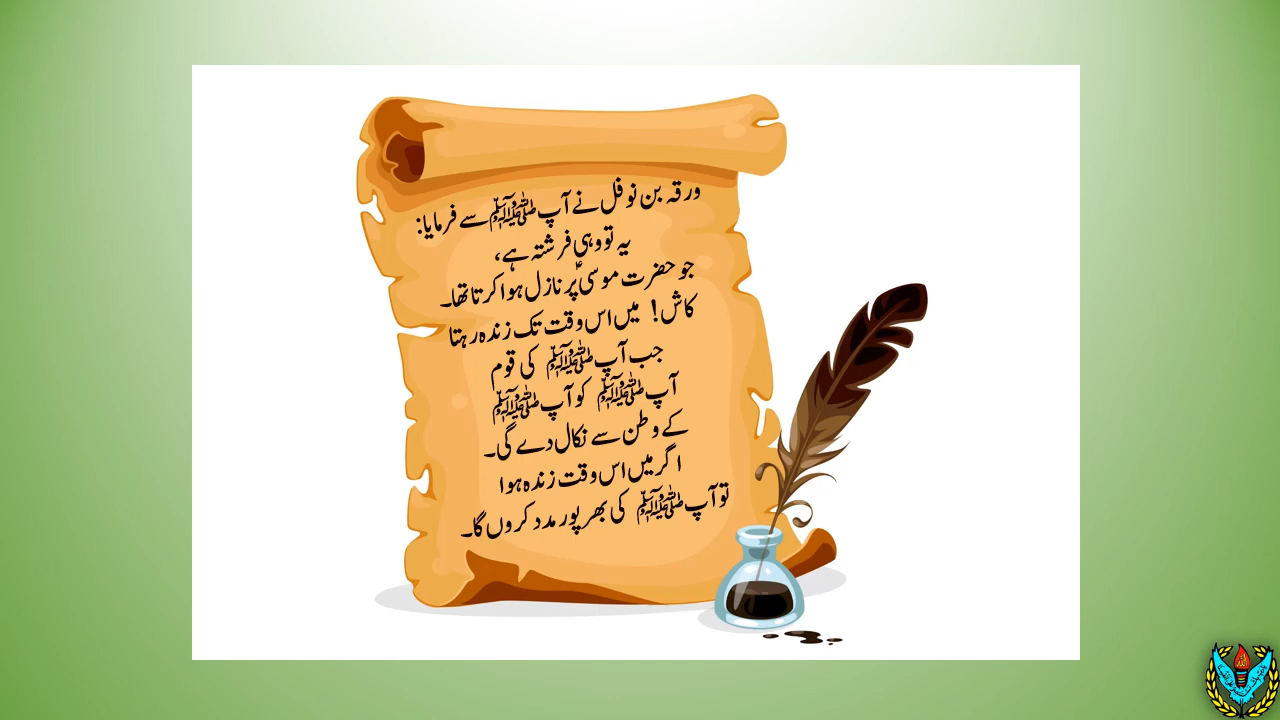 ورقہ بن نوفل نے آپ ﷺ سے فرمایا:
یہ تو وہی فرشتہ ہے،
جو حضرت موسیٰؑ پر نازل ہوا کرتا تھا۔
کاش! میں اس وقت تک زندہ رہتا
جب آپ ﷺ کی قوم
آپ ﷺ کو آپ ﷺ
کے وطن سے نکال دے گی۔
اگر میں اس وقت زندہ ہوا
تو آپ ﷺ کی بھرپور مدد کروں گا۔